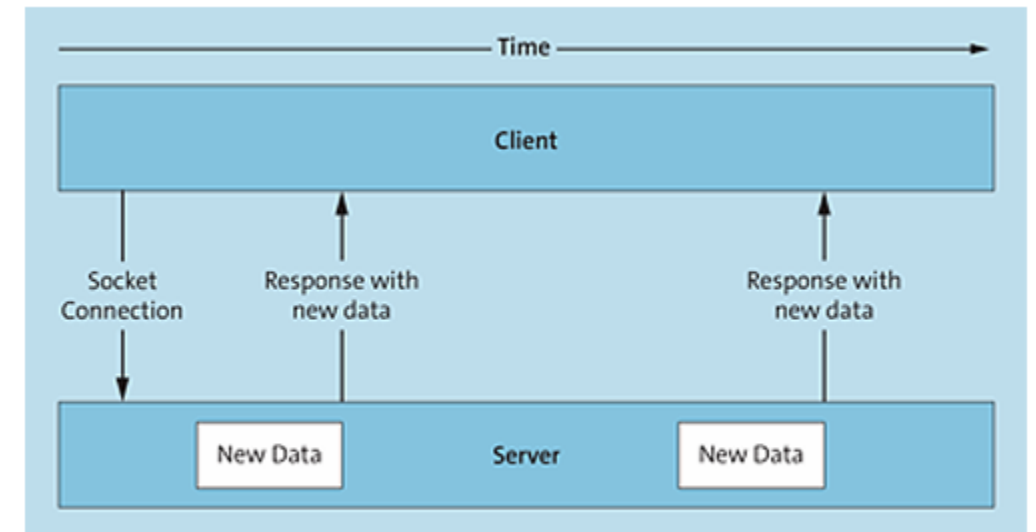 Time
Client
Socket
Connection
Response with
new data
Response with
new data
New Data
Server
New Data